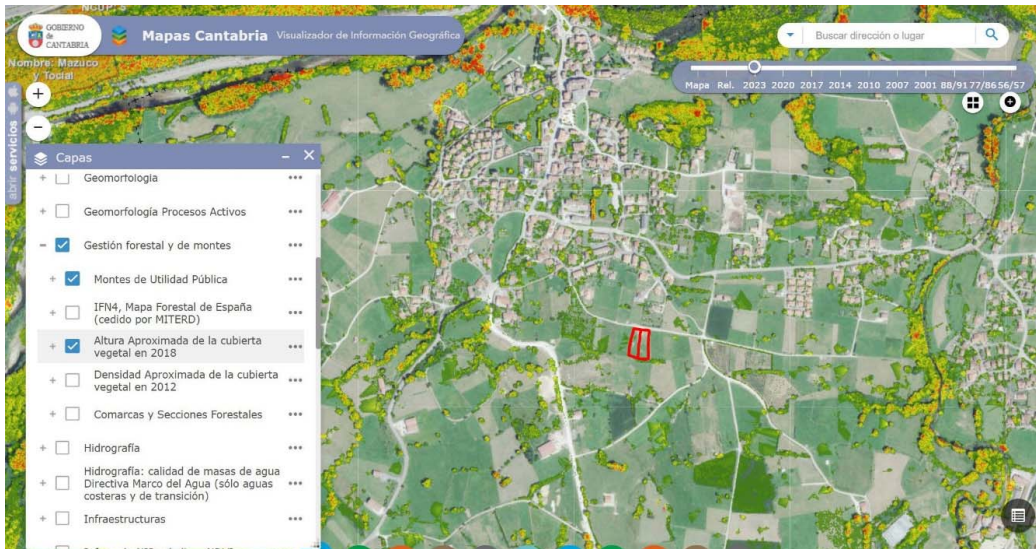 GOBIERNO
de
CANTABRIA
Mapas Cantabria Visualizador de Información Geográfica
Buscar dirección o lugar
Nombre: Mazuco
y Tocial
Mapa Rel. 2023 2020 2017 2014 2010 2007 2001 88/91 77/86 56/57
+
−
abrir servicios
Capas
Geomorfología
Geomorfología Procesos Activos
Gestión forestal y de montes
Montes de Utilidad Pública
IFN4, Mapa Forestal de España
(cedido por MITERD)
Altura Aproximada de la cubierta
vegetal en 2018
Densidad Aproximada de la cubierta
vegetal en 2012
Comarcas y Secciones Forestales
Hidrografía
Hidrografía: calidad de masas de agua
Directiva Marco del Agua (sólo aguas
costeras y de transición)
Infraestructuras